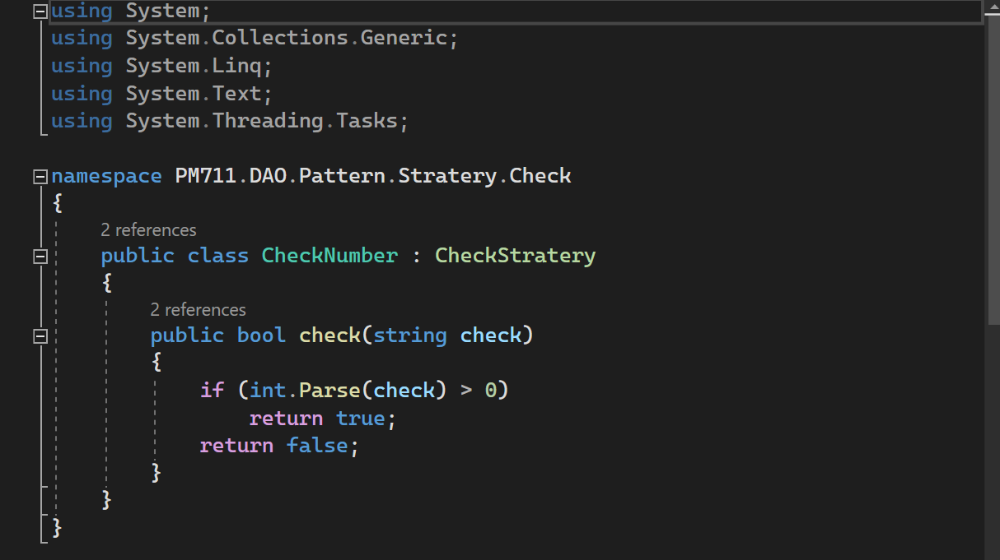 using System;
using System.Collections.Generic;
using System.Linq;
using System.Text;
using System.Threading.Tasks;
namespace PM711.DAO.Pattern.Stratery.Check
{
2 references
public class CheckNumber : CheckStratery
{
2 references
public bool check(string check)
{
if (int.Parse(check) > 0)
return true;
return false;
}
}
}